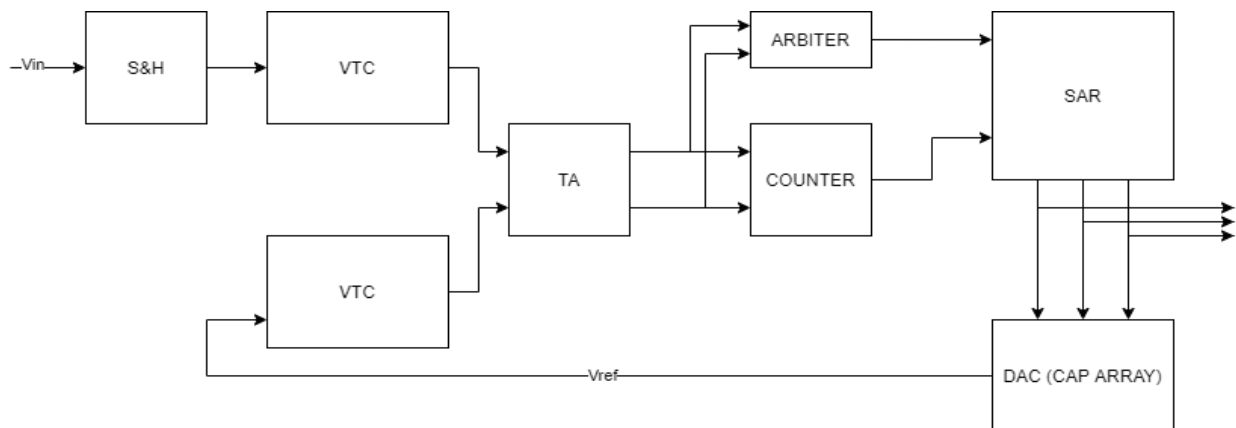 ARBITER
Vin
S&H
VTC
SAR
TA
COUNTER
VTC
Vref
DAC (CAP ARRAY)